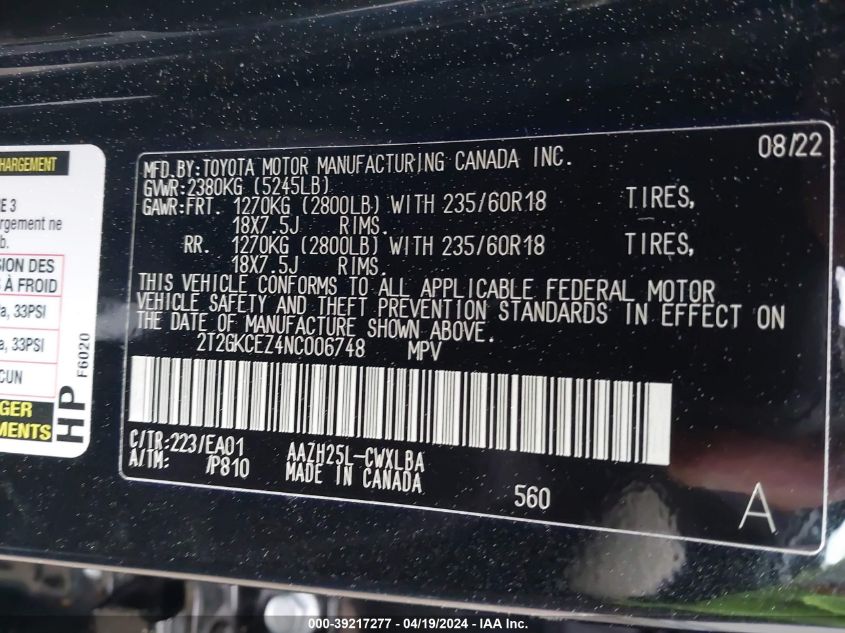 CHARGEMENT
E 3
argement ne
b.
SION DES
S À FROID
a, 33PSI
a, 33PSI
CUN
GER
EMENTS
HP
F6020
08/22
MFD.BY:TOYOTA MOTOR MANUFACTURING CANADA INC.
GVWR:2380KG (5245LB)
GAWR:FRT. 1270KG (2800LB) WITH 235/60R18 TIRES,
18X7.5J RIMS.
RR. 1270KG (2800LB) WITH 235/60R18 TIRES,
18X7.5J RIMS.
THIS VEHICLE CONFORMS TO ALL APPLICABLE FEDERAL MOTOR
VEHICLE SAFETY AND THEFT PREVENTION STANDARDS IN EFFECT ON
THE DATE OF MANUFACTURE SHOWN ABOVE.
2T2GKCEZ4NC006748 MPV
C/TR:223/EA01 AAZH25L-CWXLBA
A/TM: /P810 MADE IN CANADA
560
A
000-39217277 - 04/19/2024 - IAA Inc.